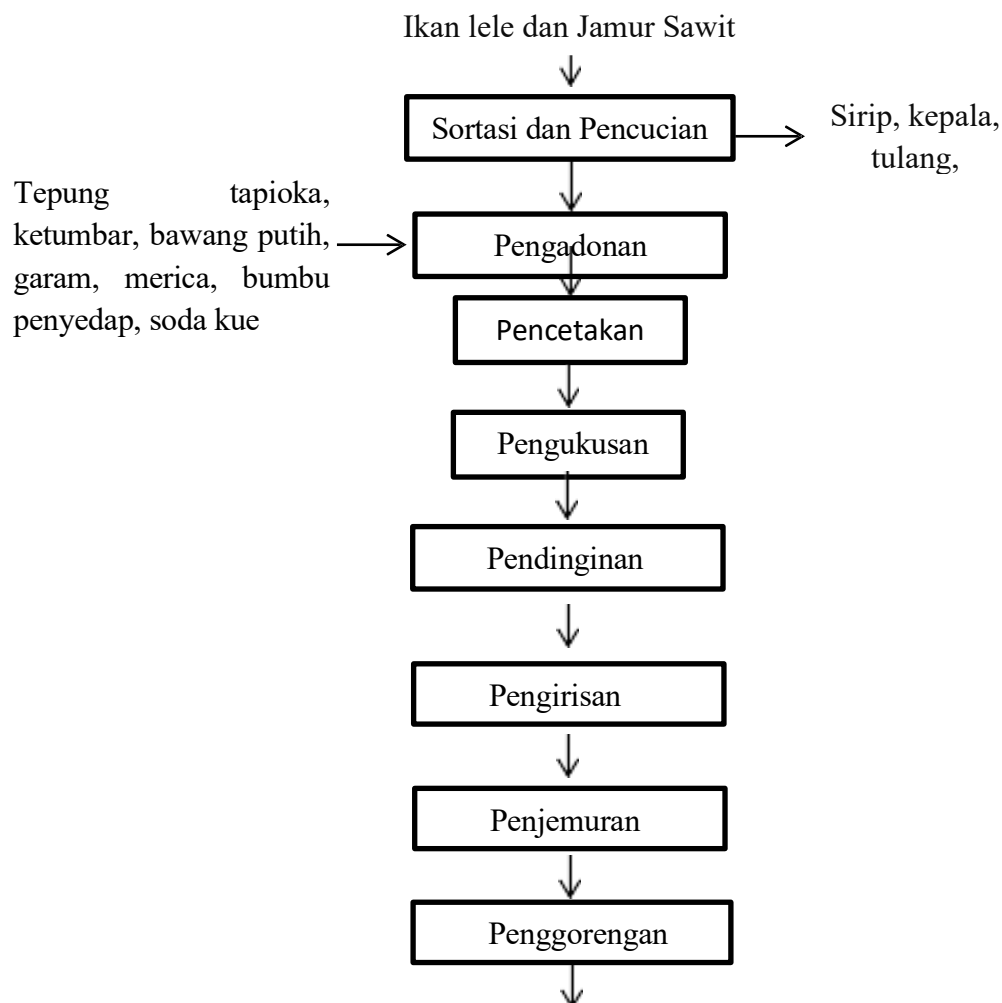 Ikan lele dan Jamur Sawit
Sortasi dan Pencucian
Sirip, kepala,
tulang,
Tepung tapioka,
ketumbar, bawang putih,
garam, merica, bumbu
penyedap, soda kue
Pengadonan
Pencetakan
Pengukusan
Pendinginan
Pengirisan
Penjemuran
Penggorengan